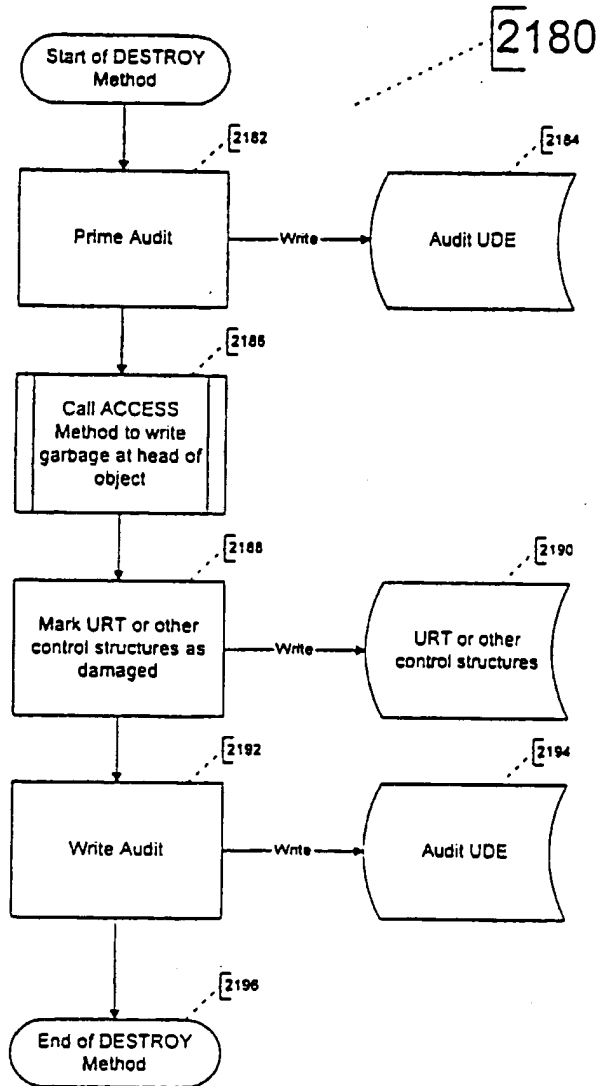 2180
Start of DESTROY
Method
2182
2184
Prime Audit
Write
Audit UDE
2186
Call ACCESS
Method to write
garbage at head of
object
2188
2190
Mark URT or other
control structures as
damaged
Write
URT or other
control structures
2192
2194
Write Audit
Write
Audit UDE
2196
End of DESTROY
Method